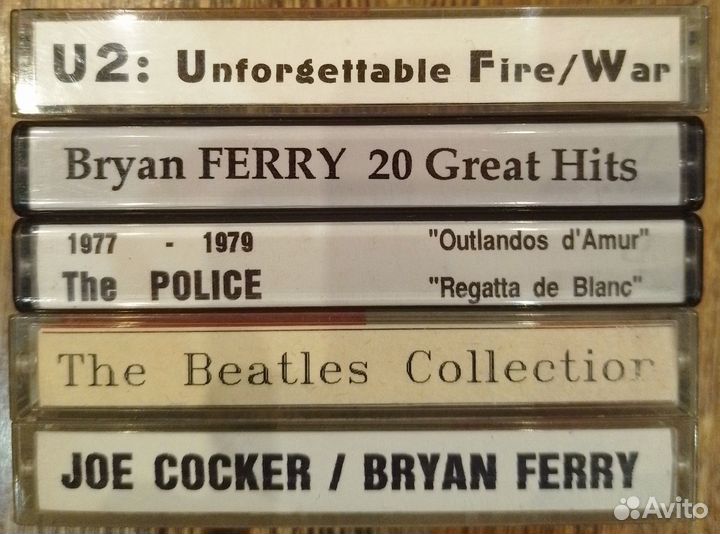 U2: Unforgettable Fire/War
Bryan FERRY 20 Great Hits
1977 - 1979 "Outlandos d'Amur"
The POLICE "Regatta de Blanc"
The Beatles Collection
JOE COCKER / BRYAN FERRY
Avito